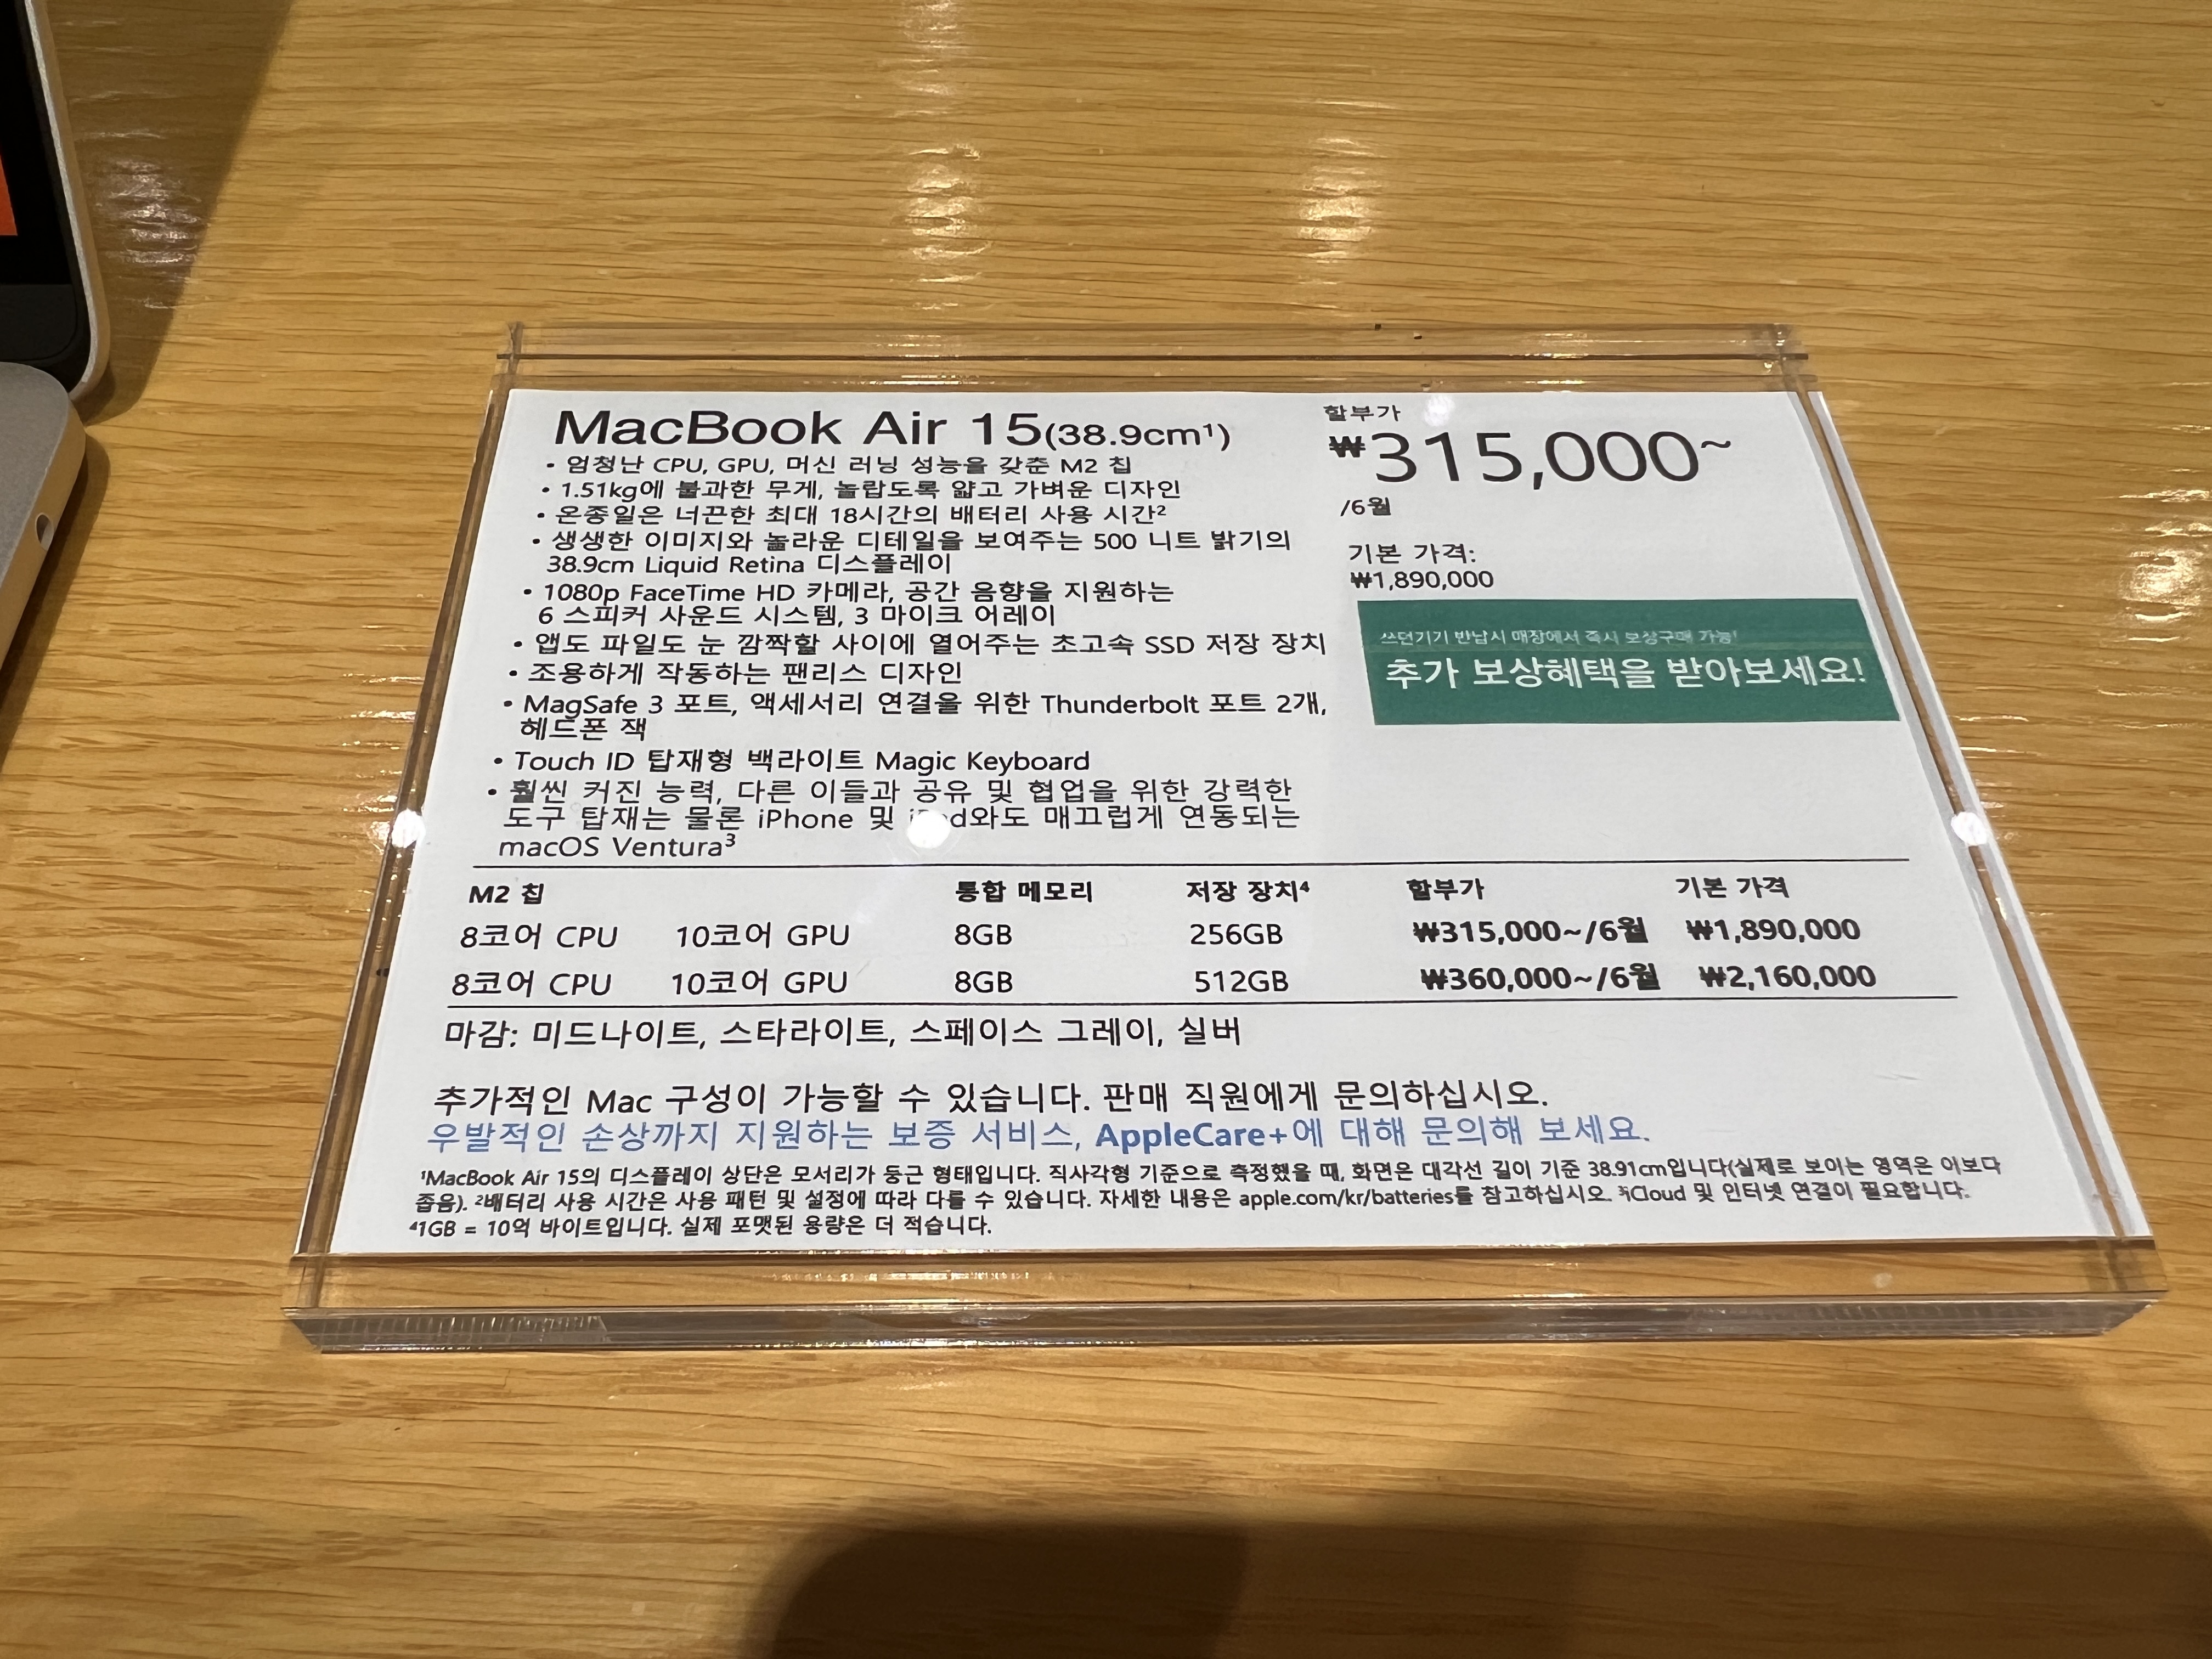 MacBook Air 15(38.9cm¹)
• 엄청난 CPU, GPU, 머신 러닝 성능을 갖춘 M2 칩
• 1.51kg에 불과한 무게, 놀랍도록 얇고 가벼운 디자인
• 온종일은 너끈한 최대 18시간의 배터리 사용 시간²
• 생생한 이미지와 놀라운 디테일을 보여주는 500 니트 밝기의
38.9cm Liquid Retina 디스플레이
• 1080p FaceTime HD 카메라, 공간 음향을 지원하는
6 스피커 사운드 시스템, 3 마이크 어레이
• 앱도 파일도 눈 깜짝할 사이에 열어주는 초고속 SSD 저장 장치
• 조용하게 작동하는 팬리스 디자인
• MagSafe 3 포트, 액세서리 연결을 위한 Thunderbolt 포트 2개,
헤드폰 잭
• Touch ID 탑재형 백라이트 Magic Keyboard
• 훨씬 커진 능력, 다른 이들과 공유 및 협업을 위한 강력한
도구 탑재는 물론 iPhone 및 와도 매끄럽게 연동되는
macOS Ventura³
할부가
₩315,000~
/6월
기본 가격:
₩1,890,000
쓰던기기 반납시 매장에서 즉시 보상구매 가능!
추가 보상혜택을 받아보세요!
M2 칩 통합 메모리 저장 장치⁴ 할부가 기본 가격
8코어 CPU 10코어 GPU 8GB 256GB ₩315,000~/6월 ₩1,890,000
8코어 CPU 10코어 GPU 8GB 512GB ₩360,000~/6월 ₩2,160,000
마감: 미드나이트, 스타라이트, 스페이스 그레이, 실버
추가적인 Mac 구성이 가능할 수 있습니다. 판매 직원에게 문의하십시오.
우발적인 손상까지 지원하는 보증 서비스, AppleCare+에 대해 문의해 보세요.
¹MacBook Air 15의 디스플레이 상단은 모서리가 둥근 형태입니다. 직사각형 기준으로 측정했을 때, 화면은 대각선 길이 기준 38.91cm입니다(실제로 보이는 영역은 이보다
좁음). ²배터리 사용 시간은 사용 패턴 및 설정에 따라 다를 수 있습니다. 자세한 내용은 apple.com/kr/batteries를 참고하십시오. ³iCloud 및 인터넷 연결이 필요합니다.
⁴1GB = 10억 바이트입니다. 실제 포맷된 용량은 더 적습니다.